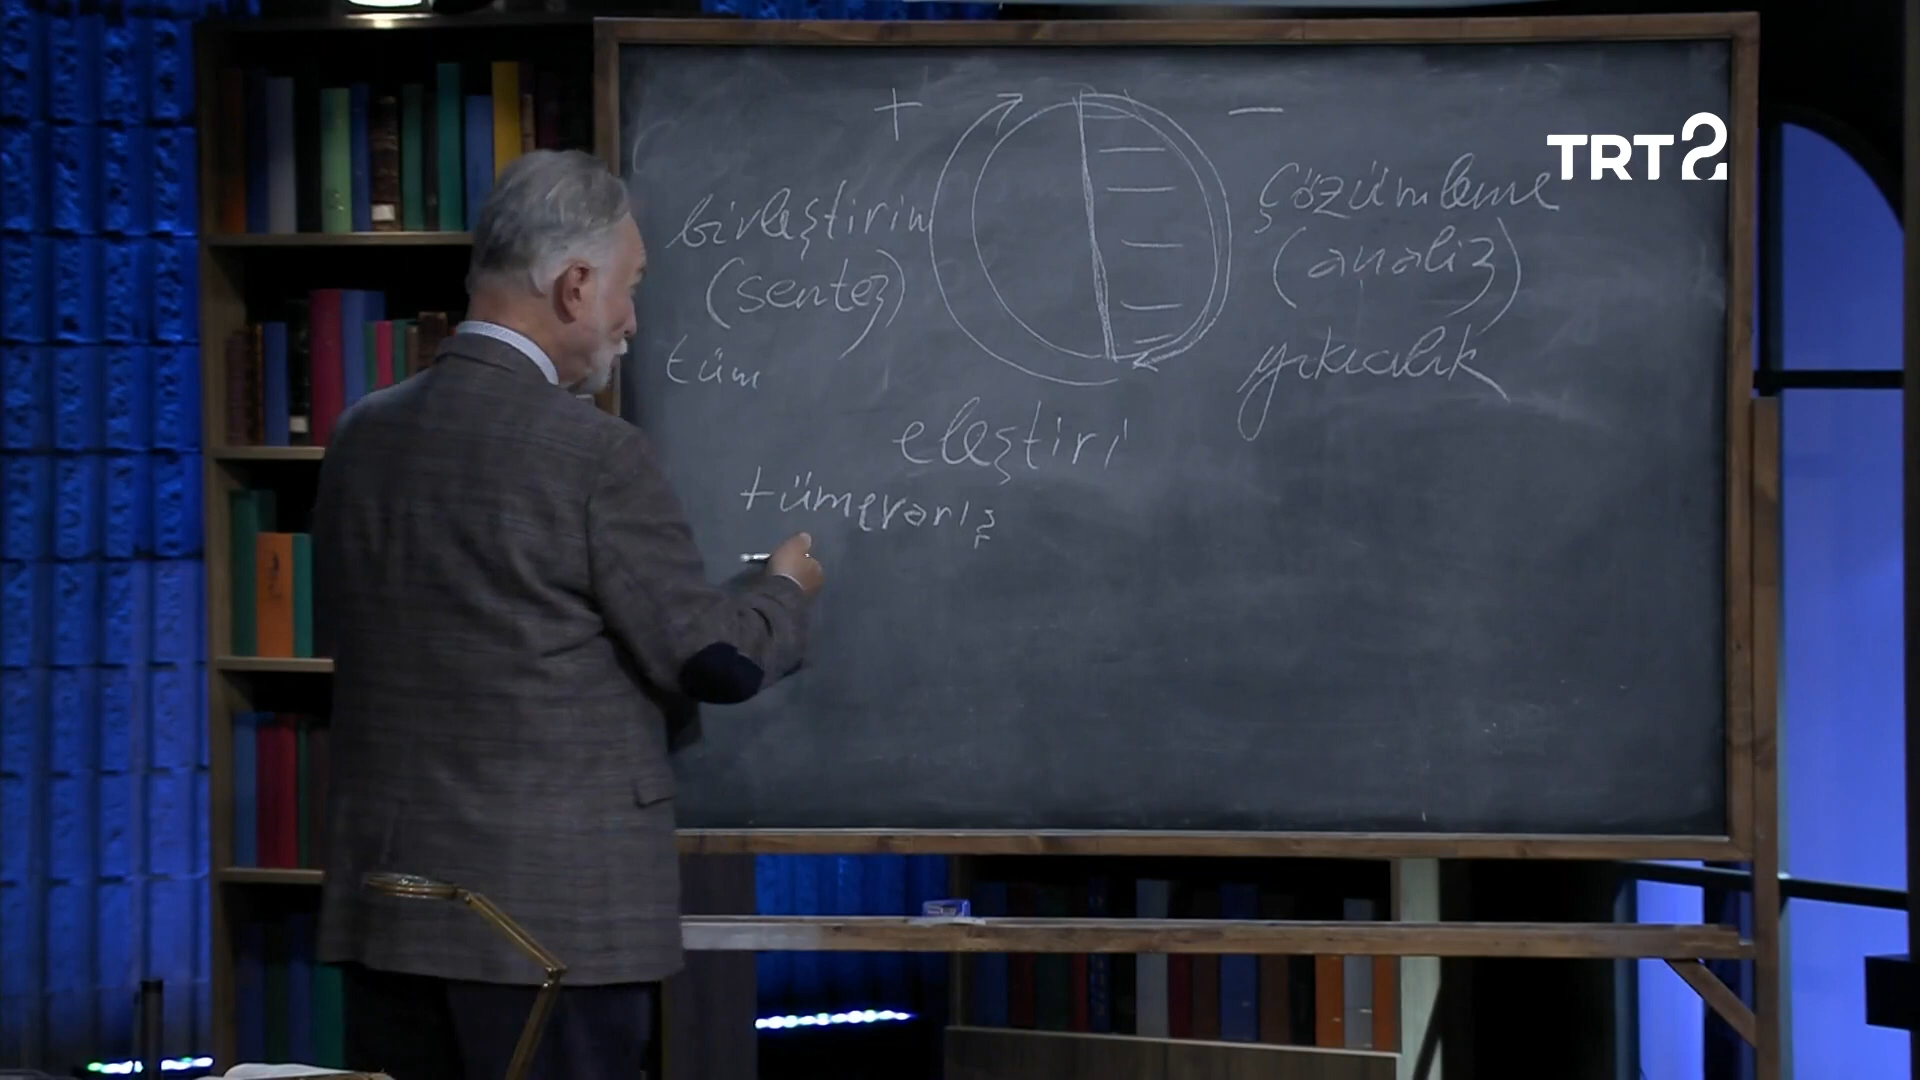 + −
TRT2
birleştirim
(sentez)
tüm
çözümleme
(analiz)
yıkıcılık
eleştiri
tümevarış